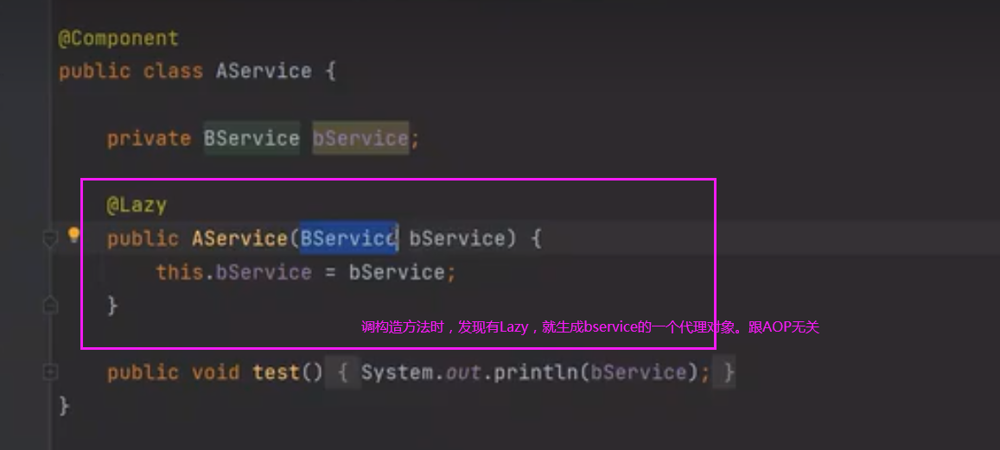 @Component
public class AService {
private BService bService;
@Lazy
public AService(BService bService) {
this.bService = bService;
}
调构造方法时，发现有Lazy，就生成bservice的一个代理对象。跟AOP无关
public void test() { System.out.println(bService); }
}